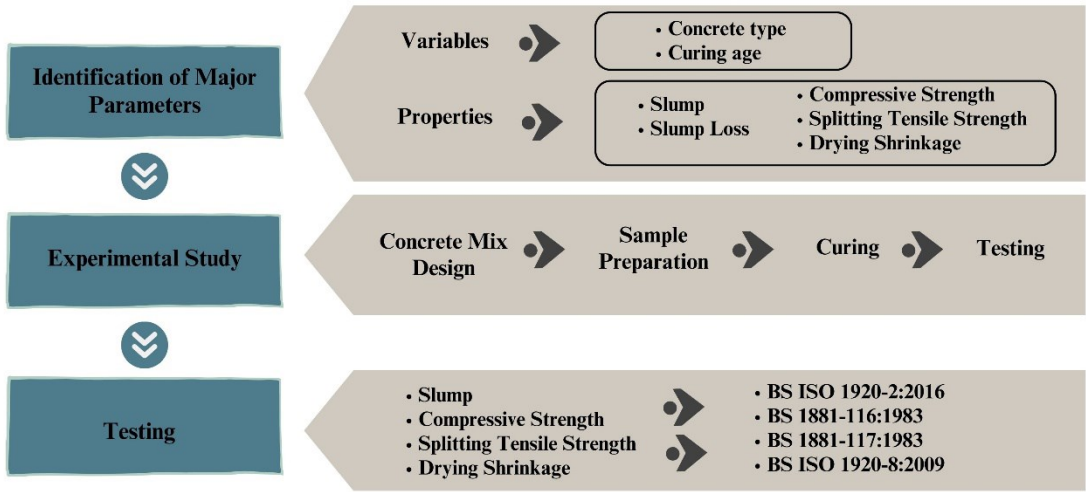 Identification of Major
Parameters
Variables
• Concrete type
• Curing age
Properties
• Slump
• Slump Loss
• Compressive Strength
• Splitting Tensile Strength
• Drying Shrinkage
Experimental Study
Concrete Mix
Design
Sample
Preparation
Curing
Testing
Testing
• Slump
• Compressive Strength
• Splitting Tensile Strength
• Drying Shrinkage
• BS ISO 1920-2:2016
• BS 1881-116:1983
• BS 1881-117:1983
• BS ISO 1920-8:2009